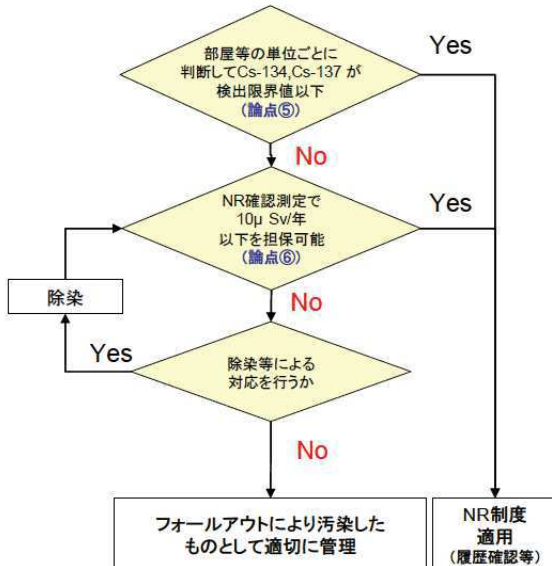 部屋等の単位ごとに
判断してCs-134,Cs-137 が
検出限界値以下
(論点⑤)
Yes
No
NR確認測定で
10μ Sv/年
以下を担保可能
(論点⑥)
Yes
除染
No
Yes
除染等による
対応を行うか
No
フォールアウトにより汚染した
ものとして適切に管理
NR制度
適用
(履歴確認等)